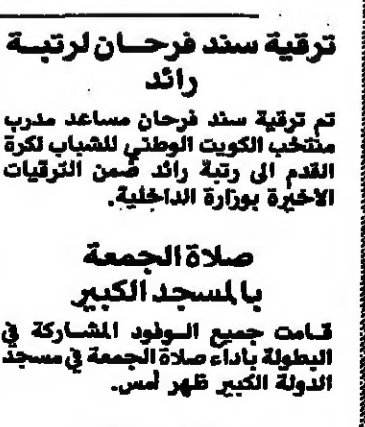 ترقية سند فرحان لرتبة
رائد
تم ترقية سند فرحان مساعد مدرب
منتخب الكويت الوطني للشباب لكرة
القدم الى رتبة رائد ضمن الترقيات
الاخيرة بوزارة الداخلية.
صلاة الجمعة
بالمسجد الكبير
قامت جميع الوفود المشاركة في
البطولة بأداء صلاة الجمعة في مسجد
الدولة الكبير ظهر أمس.